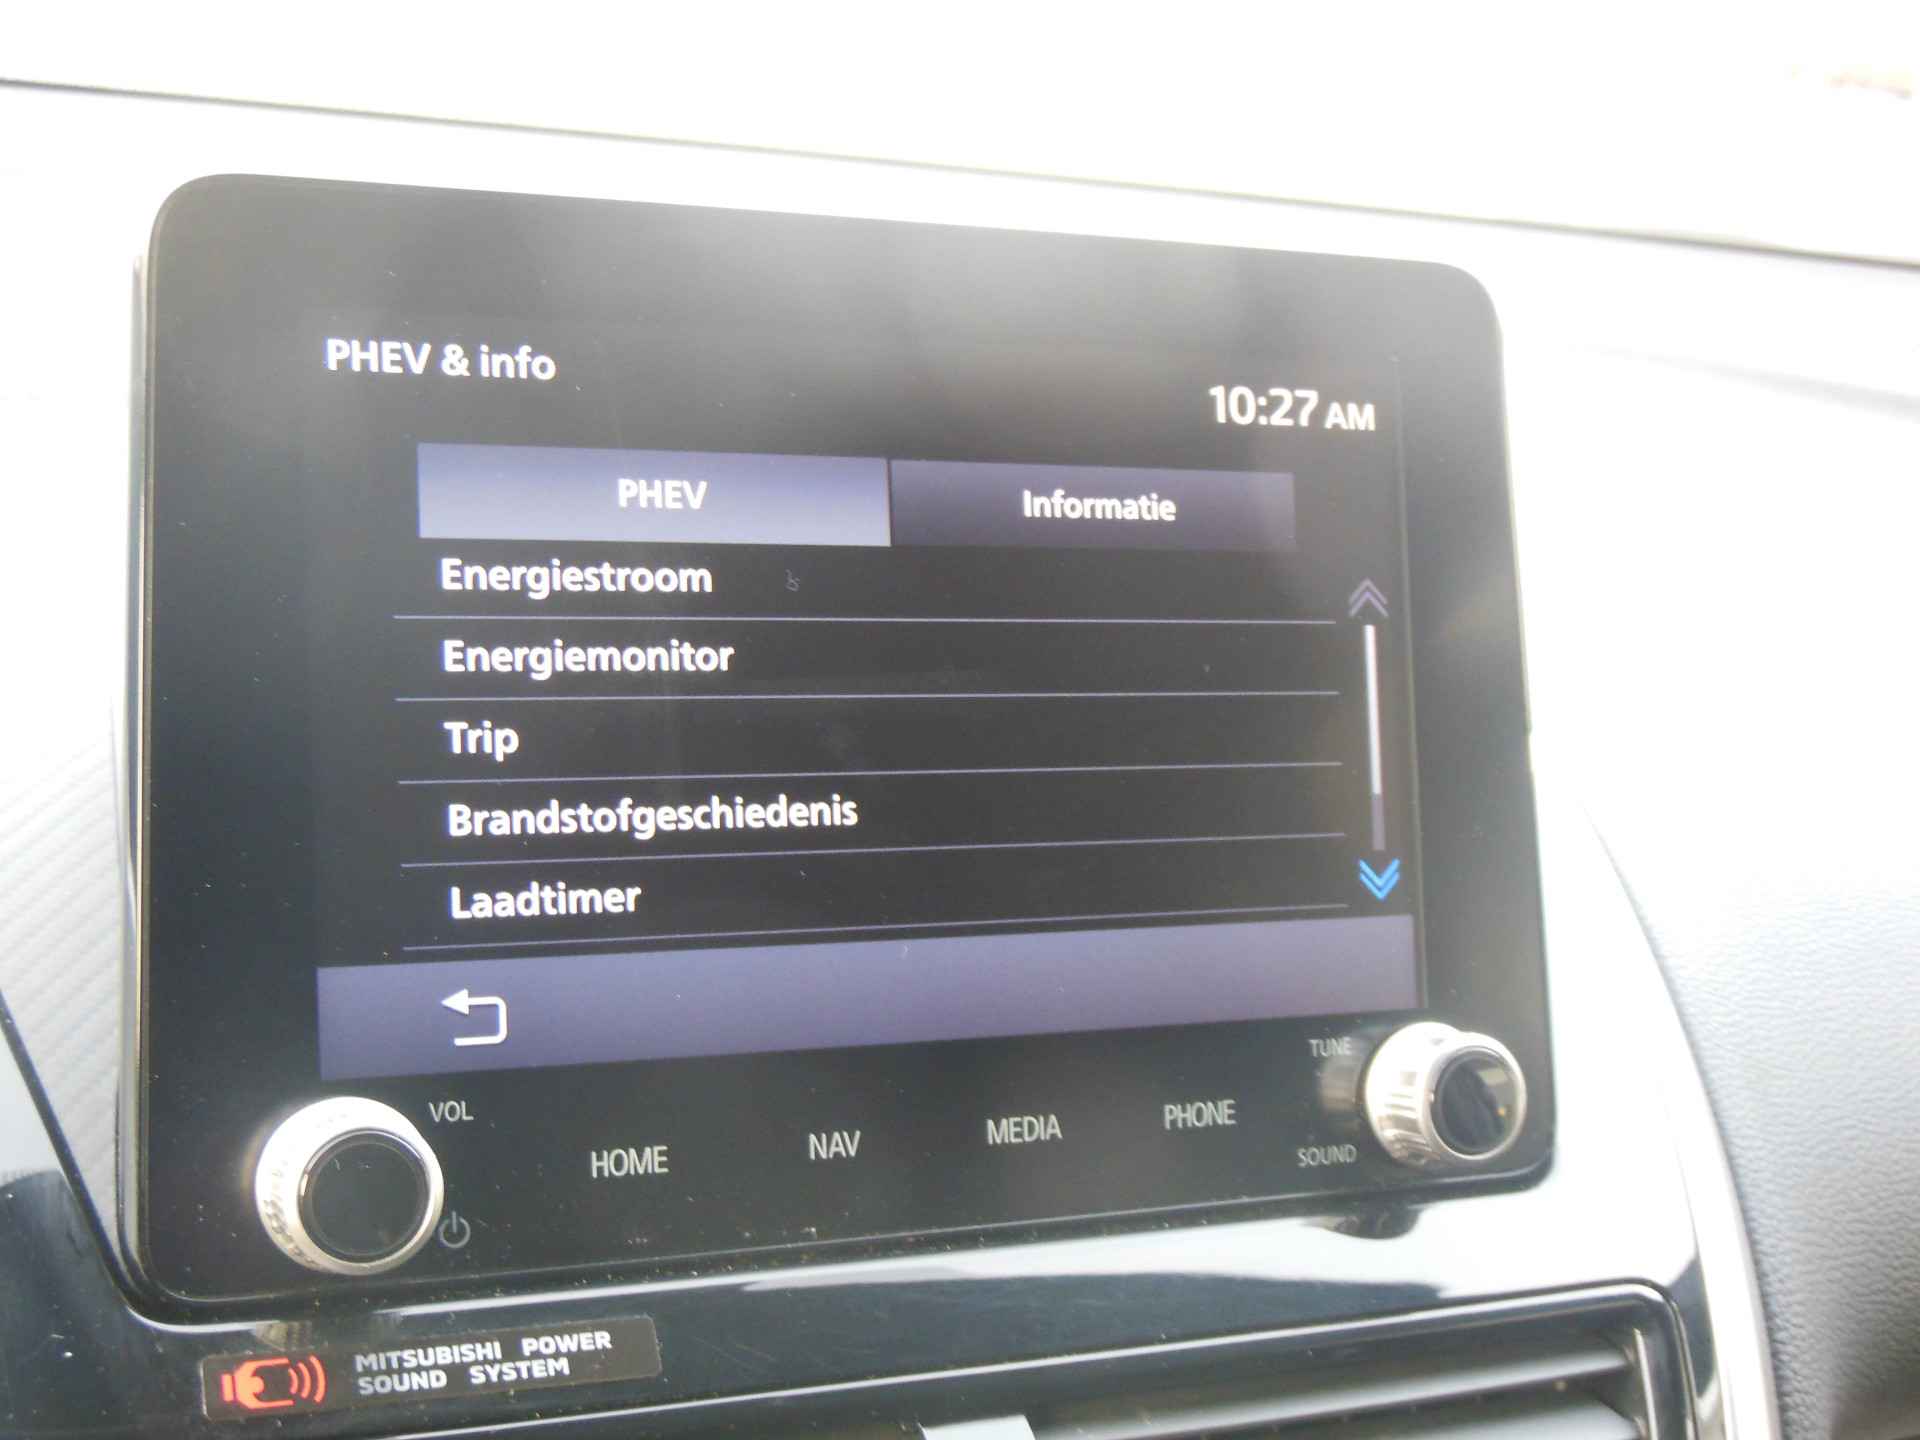 PHEV & info
10:27 AM
PHEV
Informatie
Energiestroom
Energiemonitor
Trip
Brandstofgeschiedenis
Laadtimer
VOL
HOME
NAV
MEDIA
PHONE
TUNE
SOUND
MITSUBISHI POWER
SOUND SYSTEM